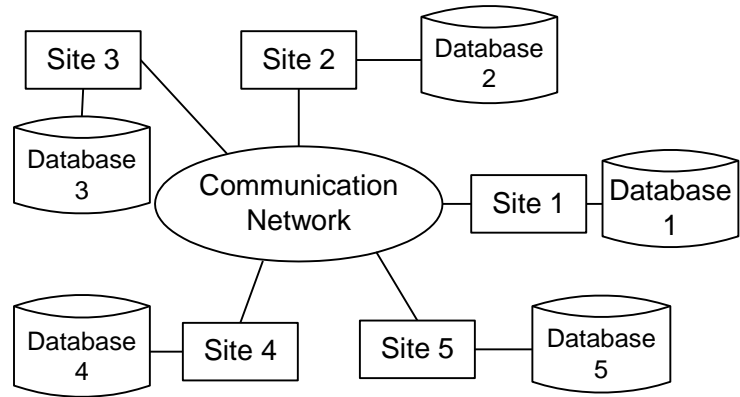 Site 3
Site 2
Database
2
Database
3
Communication
Network
Site 1
Database
1
Database
4
Site 4
Site 5
Database
5